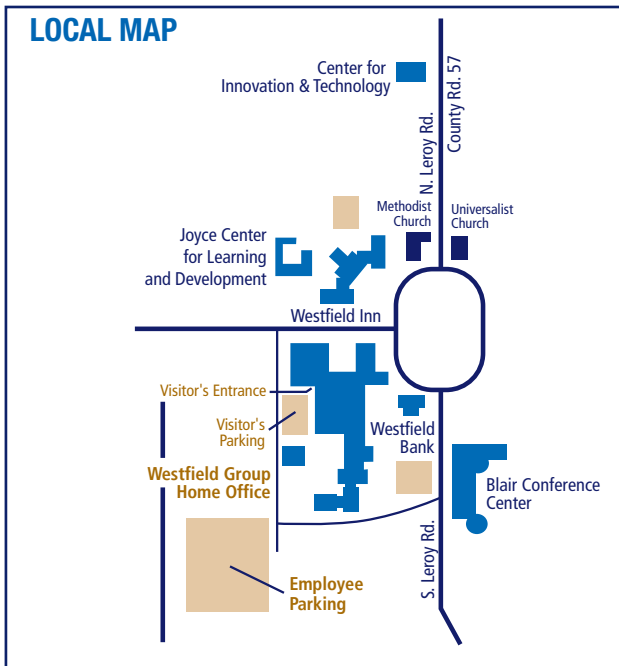 LOCAL MAP
Center for
Innovation & Technology
N. Leroy Rd.
County Rd. 57
Methodist
Church
Universalist
Church
Joyce Center
for Learning
and Development
Westfield Inn
Visitor's Entrance
Visitor's
Parking
Westfield
Bank
Westfield Group
Home Office
Blair Conference
Center
S. Leroy Rd.
Employee
Parking